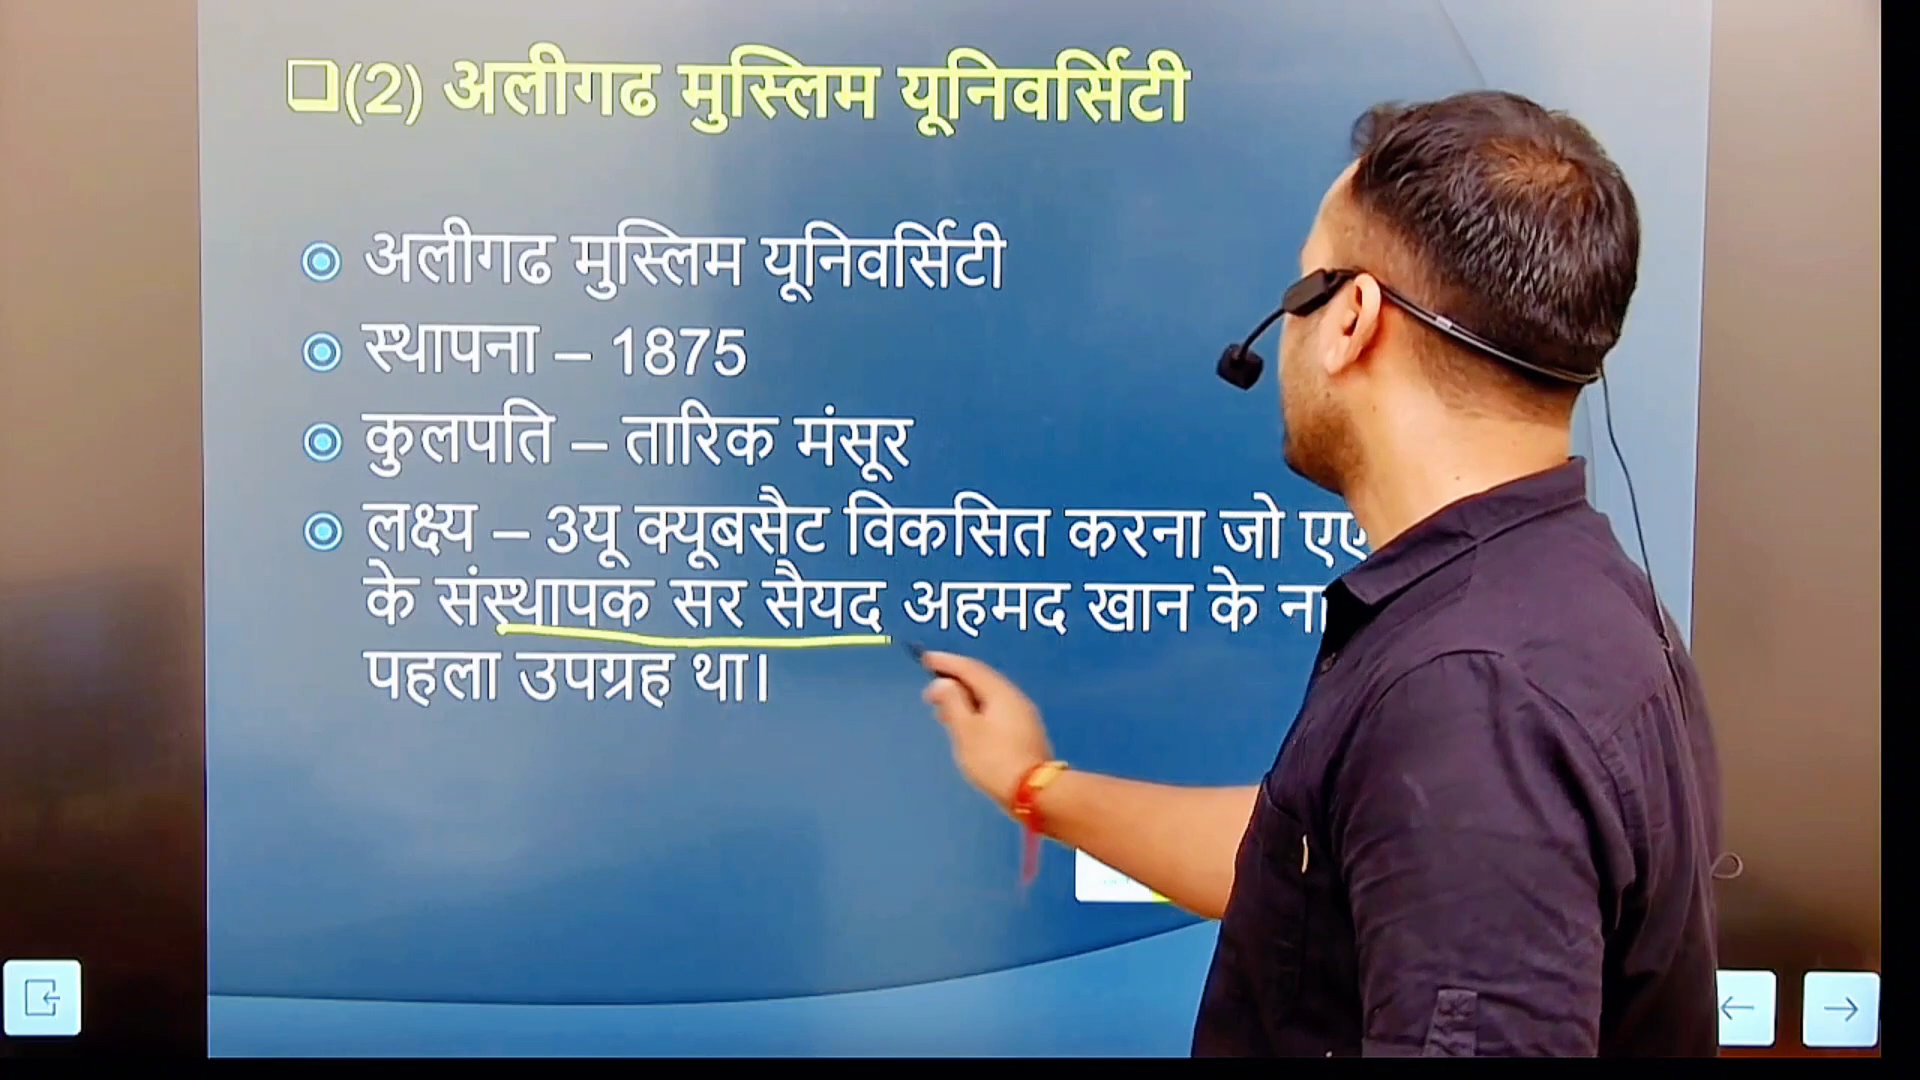 (2) अलीगढ मुस्लिम यूनिवर्सिटी
अलीगढ मुस्लिम यूनिवर्सिटी
स्थापना – 1875
कुलपति – तारिक मंसूर
लक्ष्य – 3यू क्यूबसैट विकसित करना जो
के संस्थापक सर सैयद अहमद खान के
पहला उपग्रह था।